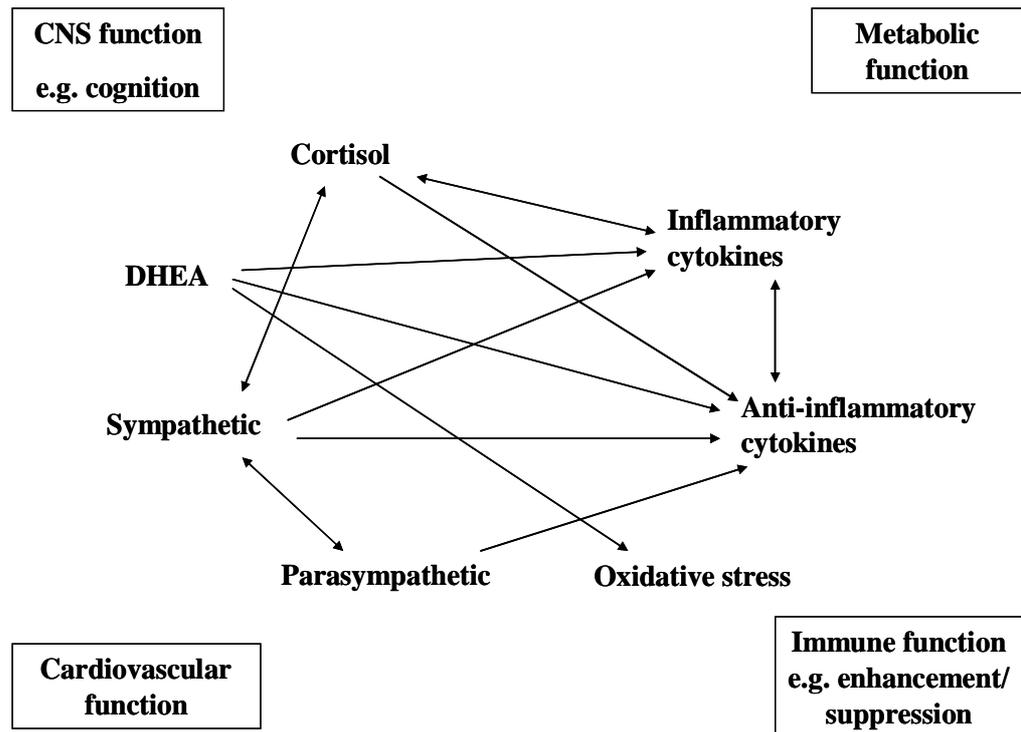 CNS function
e.g. cognition
Metabolic
function
Cortisol
Inflammatory
cytokines
DHEA
Sympathetic
Anti-inflammatory
cytokines
Parasympathetic
Oxidative stress
Cardiovascular
function
Immune function
e.g. enhancement/
suppression